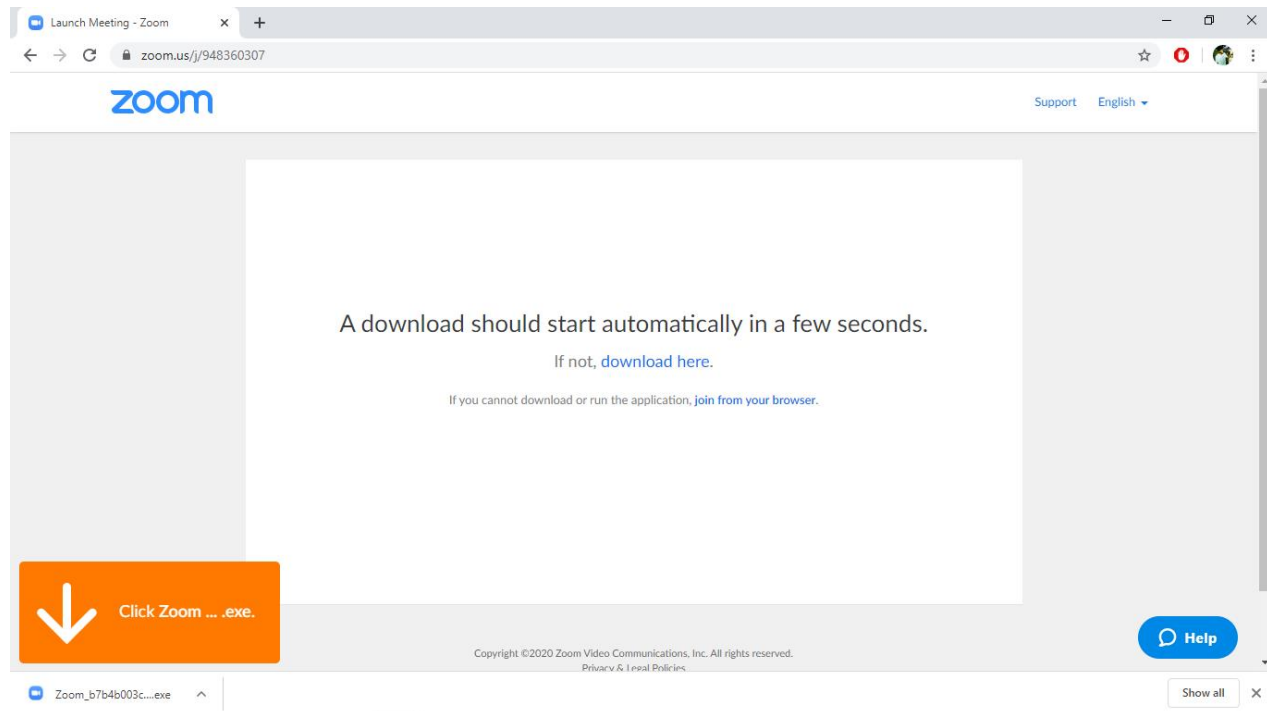 Launch Meeting - Zoom
zoom.us/j/948360307
zoom
Support English
A download should start automatically in a few seconds.
If not, download here.
If you cannot download or run the application, join from your browser.
Click Zoom ... .exe.
Help
Copyright ©2020 Zoom Video Communications, Inc. All rights reserved.
Privacy & Legal Policies
Zoom_b7b4b003c....exe
Show all